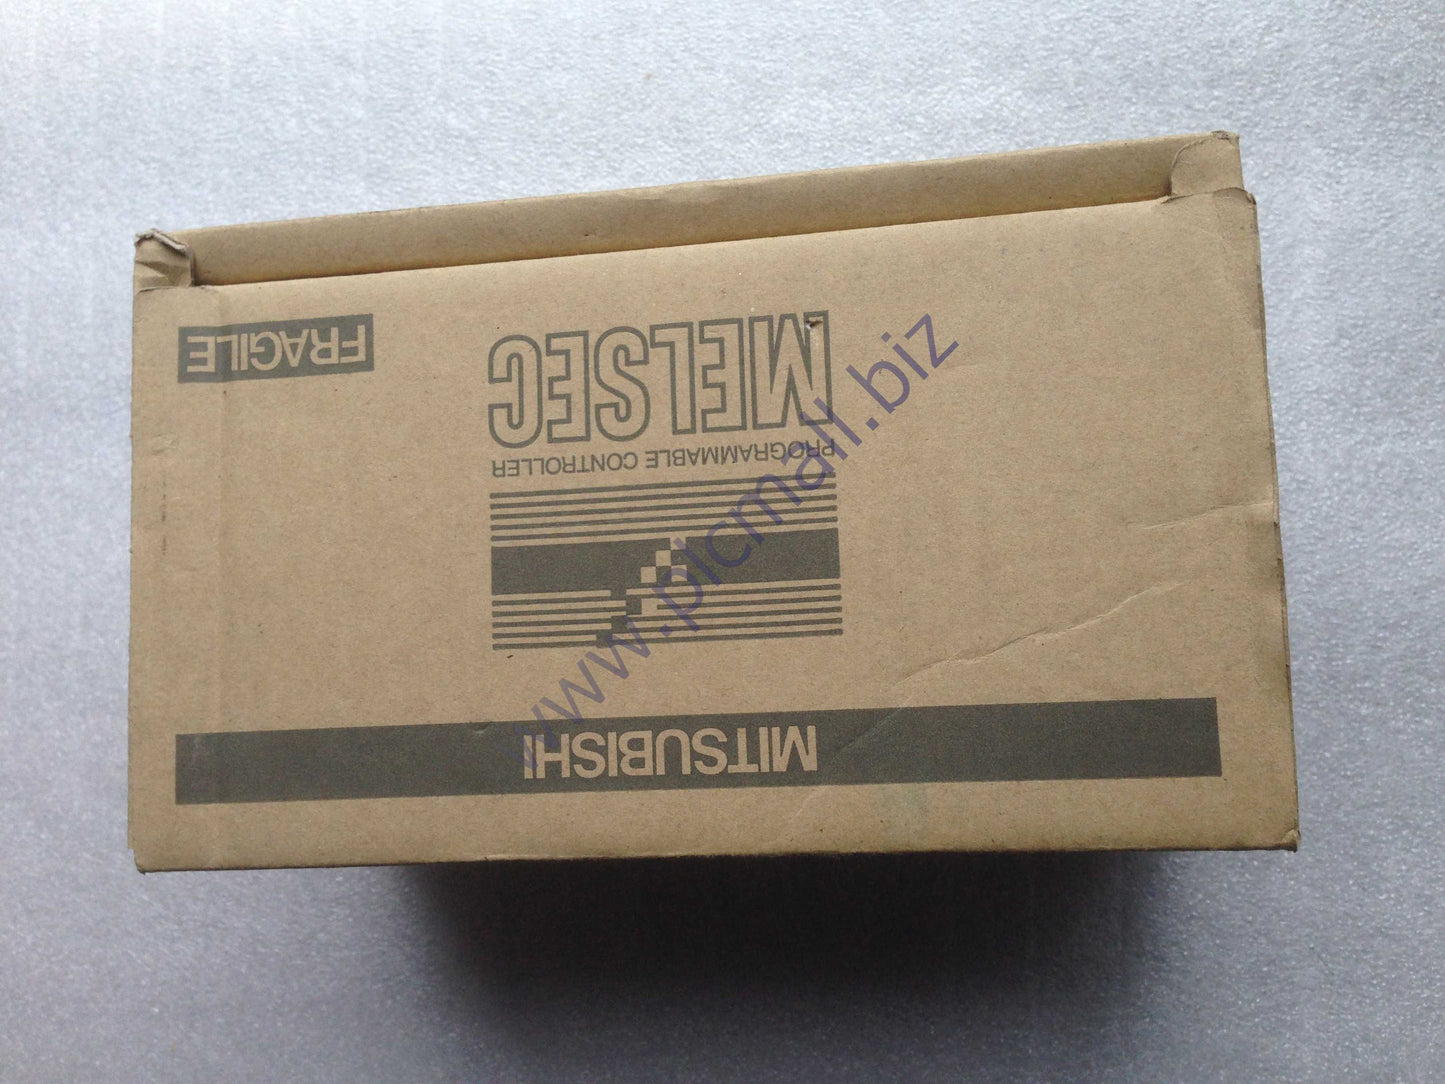 MITSUBISHI
PROGRAMMABLE CONTROLLER
MELSEC
FRAGILE
www.plcmall.biz